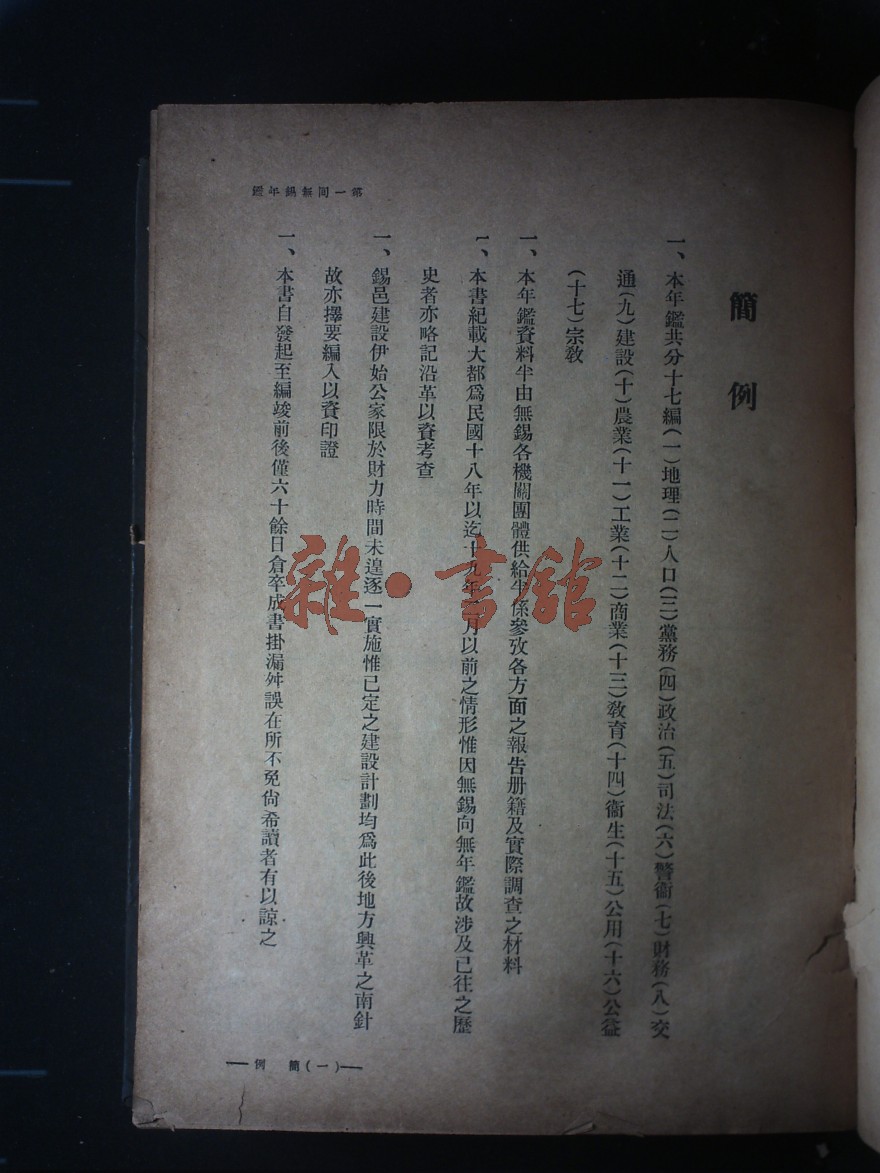 簡例
一、本年鑑共分十七編(一)地理(二)人口(三)黨務(四)政治(五)司法(六)警衞(七)財務(八)交
通(九)建設(十)農業(十一)工業(十二)商業(十三)敎育(十四)衞生(十五)公用(十六)公益
(十七)宗敎
一、本年鑑資料半由無錫各機關團體供給半係參攷各方面之報告册籍及實際調查之材料
一、本書紀載大都爲民國十八年以迄十九年 月以前之情形惟因無錫向無年鑑故涉及已往之歷
史者亦略記沿革以資考查
一、錫邑建設伊始公家限於財力時間未遑逐一實施惟已定之建設計劃均爲此後地方興革之南針
故亦擇要編入以資印證
一、本書自發起至編竣前後僅六十餘日倉卒成書掛漏舛誤在所不免尙希讀者有以諒之
第一回無錫年鑑
簡例(一)
雜·書館